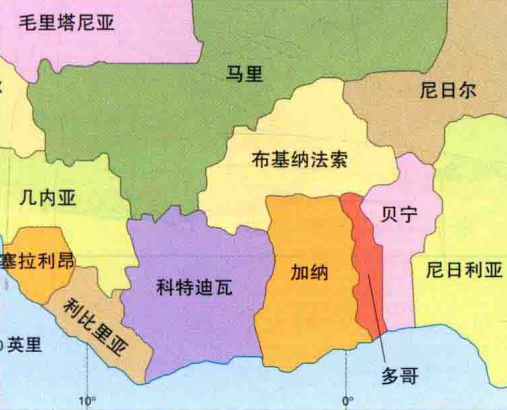 毛里塔尼亚
马里
尼日尔
布基纳法索
几内亚
贝宁
塞拉利昂
科特迪瓦
加纳
尼日利亚
利比里亚
英里
多哥
10°
0°